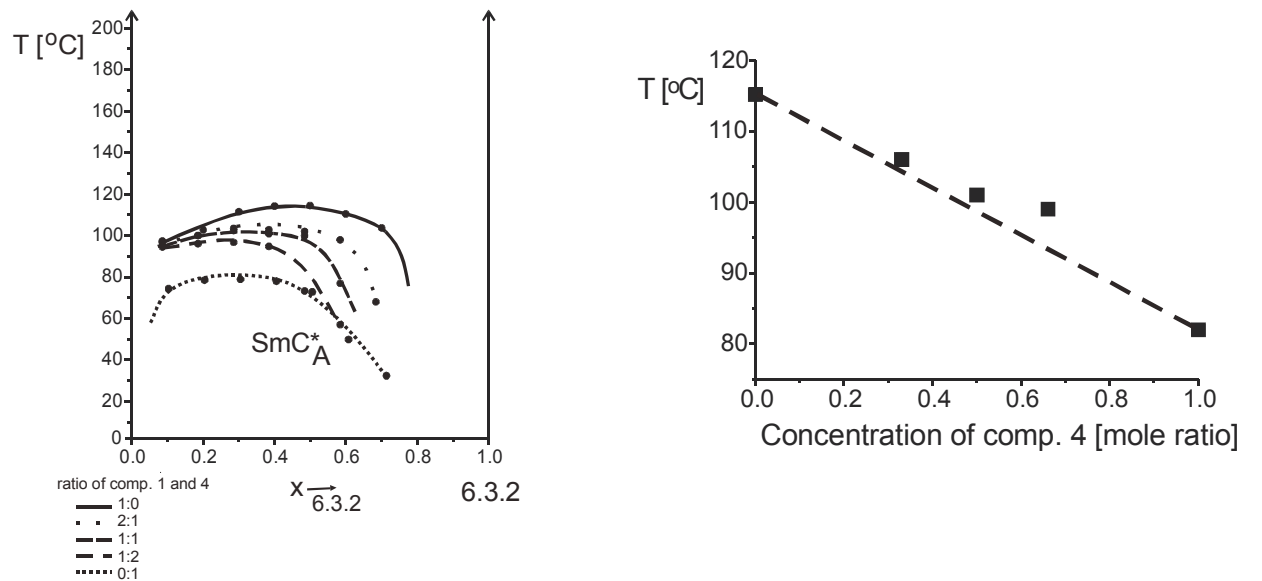 T [°C]
200
180
160
140
120
100
80
60
40
20
0
SmC*A
0.0 0.2 0.4 0.6 0.8 1.0
x → 6.3.2
6.3.2
ratio of comp. 1 and 4
1:0
2:1
1:1
1:2
0:1
T [°C]
120
110
100
90
80
0.0 0.2 0.4 0.6 0.8 1.0
Concentration of comp. 4 [mole ratio]